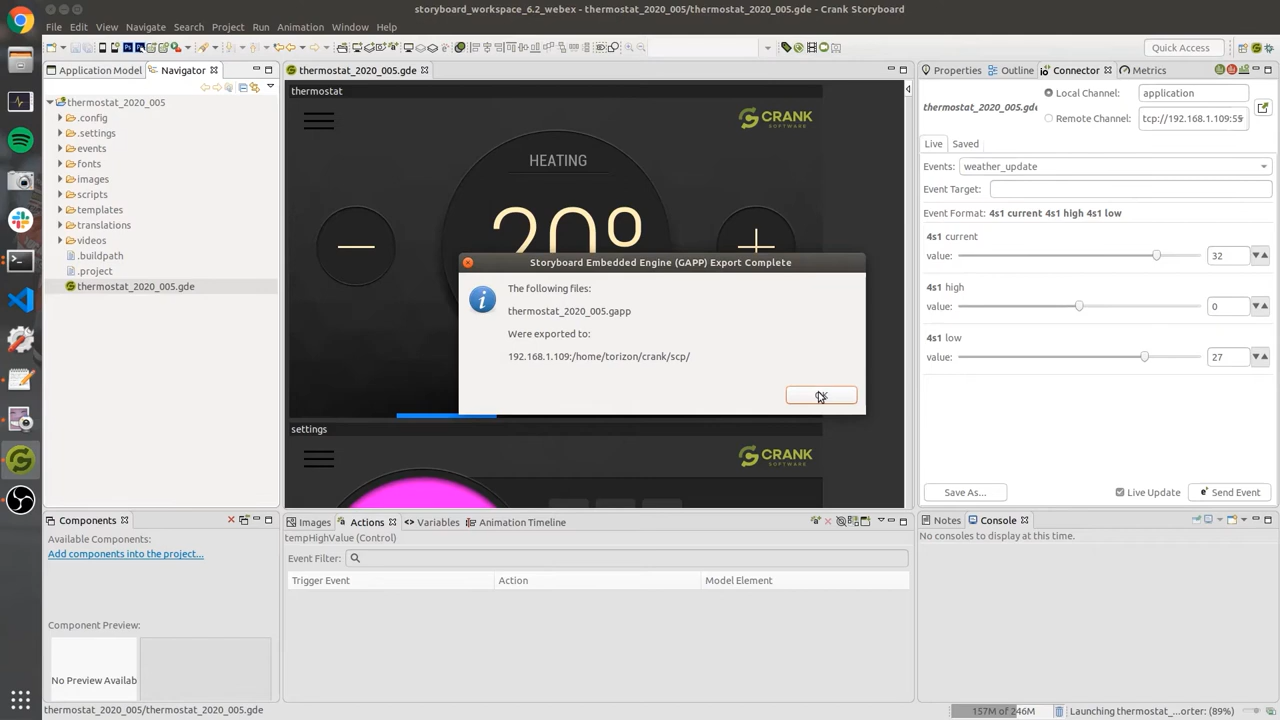 storyboard_workspace_6.2_webex - thermostat_2020_005/thermostat_2020_005.gde - Crank Storyboard
File Edit View Navigate Search Project Run Animation Window Help
Quick Access
Application Model
Navigator
thermostat_2020_005
.config
.settings
events
fonts
images
scripts
templates
translations
videos
.buildpath
.project
thermostat_2020_005.gde
thermostat_2020_005.gde
thermostat
CRANK
SOFTWARE
HEATING
20º
settings
CRANK
SOFTWARE
Storyboard Embedded Engine (GAPP) Export Complete
The following files:
thermostat_2020_005.gapp
Were exported to:
192.168.1.109:/home/torizon/crank/scp/
Properties Outline Connector Metrics
thermostat_2020_005.gde
Local Channel: application
Remote Channel: tcp://192.168.1.109:55
Live Saved
Events: weather_update
Event Target:
Event Format: 4s1 current 4s1 high 4s1 low
4s1 current
value: 32
4s1 high
value: 0
4s1 low
value: 27
Save As... Live Update Send Event
Components
Available Components:
Add components into the project...
Component Preview:
No Preview Availab
Images Actions Variables Animation Timeline
tempHighValue (Control)
Event Filter:
Trigger Event Action Model Element
Notes Console
No consoles to display at this time.
thermostat_2020_005/thermostat_2020_005.gde
157M of 246M
Launching thermostat_...orter: (89%)